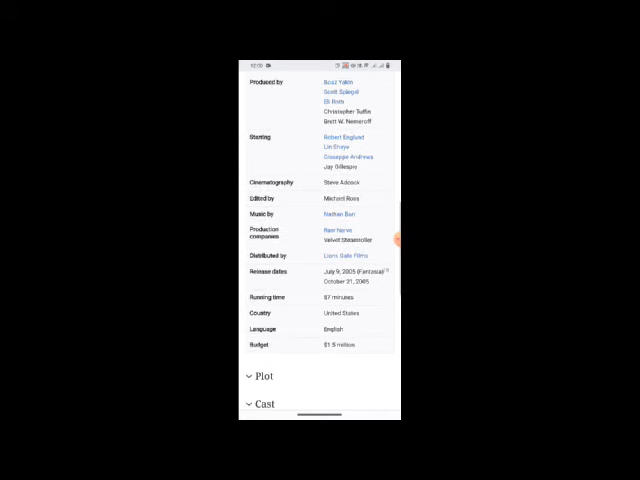 12:00
Produced by Boaz Yakin
Scott Spiegel
Eli Roth
Christopher Tuffin
Brett W. Nemeroff
Starring Robert Englund
Lin Shaye
Giuseppe Andrews
Jay Gillespie
Cinematography Steve Adcock
Edited by Michael Ross
Music by Nathan Barr
Production companies Raw Nerve
Velvet Steamroller
Distributed by Lions Gate Films
Release dates July 9, 2005 (Fantasia)
October 21, 2005
Running time 87 minutes
Country United States
Language English
Budget $1.5 million
Plot
Cast